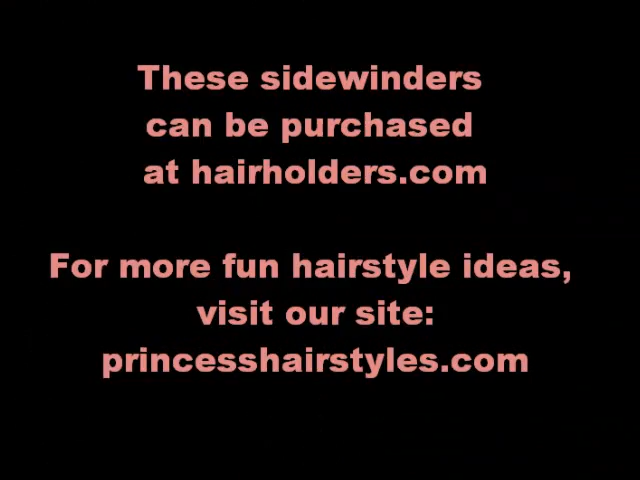 These sidewinders
can be purchased
at hairholders.com
For more fun hairstyle ideas,
visit our site:
princesshairstyles.com